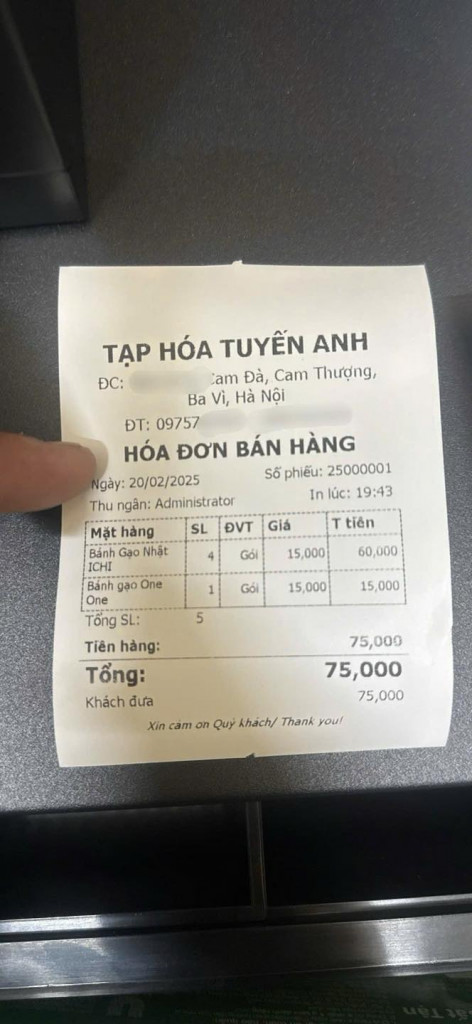 TẠP HÓA TUYẾN ANH
ĐC: Cam Đà, Cam Thượng,
Ba Vì, Hà Nội
ĐT: 09757
HÓA ĐƠN BÁN HÀNG
Ngày: 20/02/2025 Số phiếu: 25000001
Thu ngân: Administrator In lúc: 19:43
Mặt hàng SL ĐVT Giá T tiền
Bánh Gạo Nhật ICHI 4 Gói 15,000 60,000
Bánh gạo One One 1 Gói 15,000 15,000
Tổng SL: 5
Tiền hàng: 75,000
Tổng: 75,000
Khách đưa 75,000
Xin cảm ơn Quý khách/ Thank you!